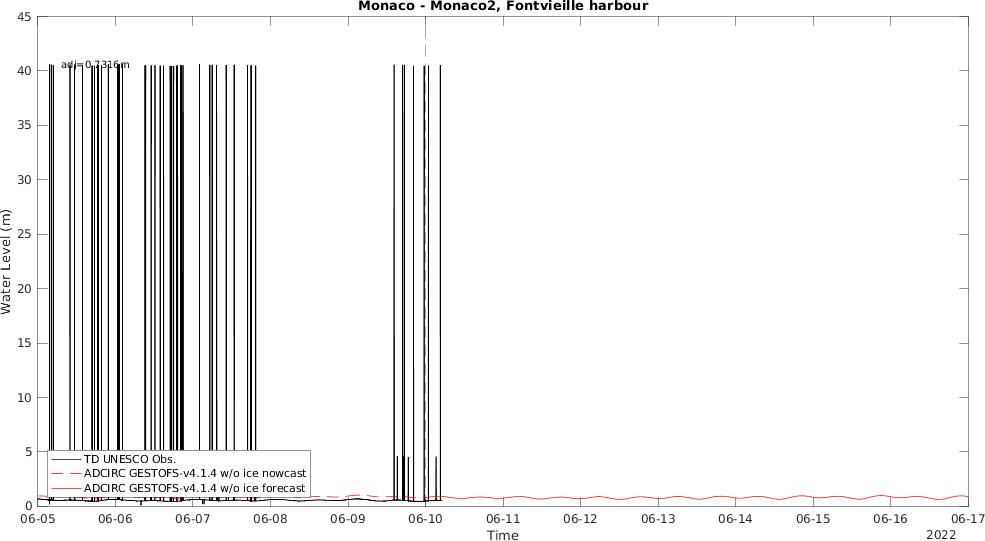 Monaco - Monaco2, Fontvieille harbour
45
40
35
30
25
20
15
10
5
0
Water Level (m)
adj=0.7316m
TD UNESCO Obs.
ADCIRC GESTOFS-v4.1.4 w/o ice nowcast
ADCIRC GESTOFS-v4.1.4 w/o ice forecast
06-05 06-06 06-07 06-08 06-09 06-10 06-11 06-12 06-13 06-14 06-15 06-16 06-17
Time
2022